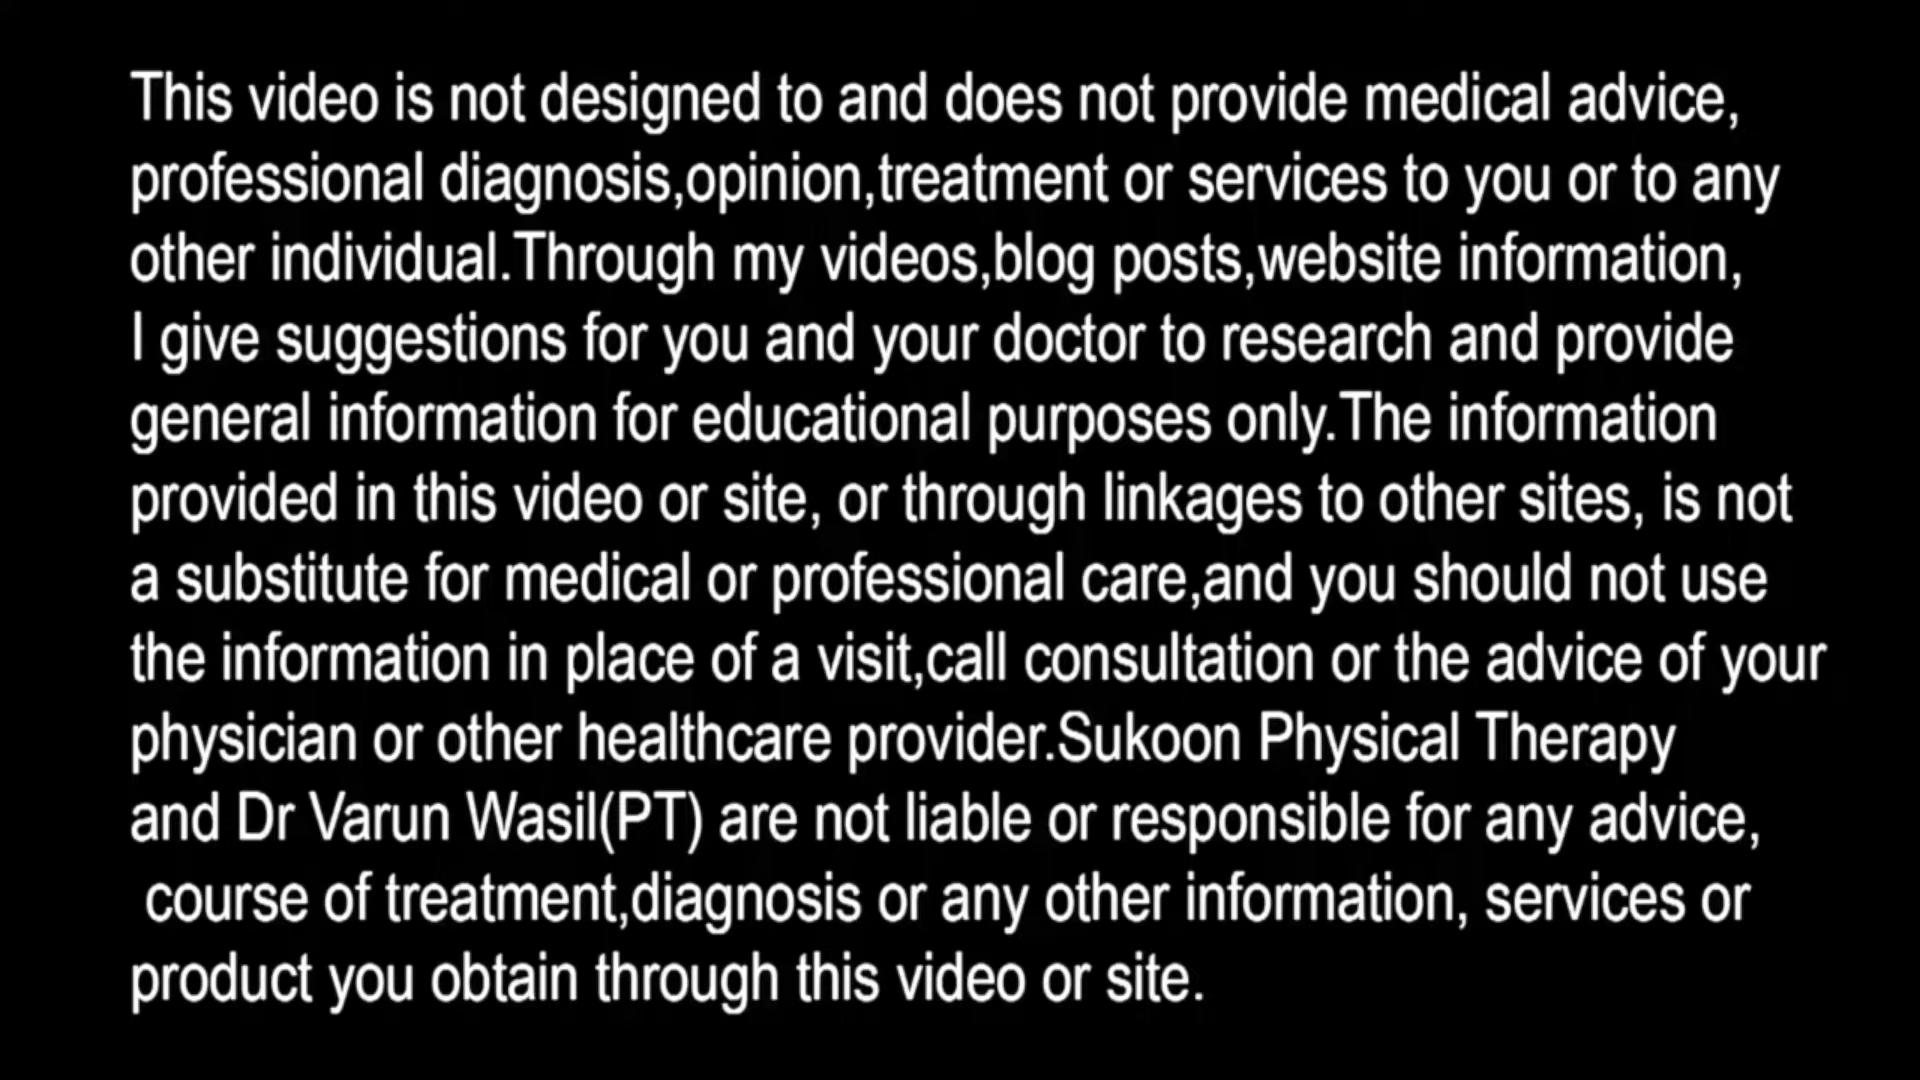 This video is not designed to and does not provide medical advice,
professional diagnosis,opinion,treatment or services to you or to any
other individual.Through my videos,blog posts,website information,
I give suggestions for you and your doctor to research and provide
general information for educational purposes only.The information
provided in this video or site, or through linkages to other sites, is not
a substitute for medical or professional care,and you should not use
the information in place of a visit,call consultation or the advice of your
physician or other healthcare provider.Sukoon Physical Therapy
and Dr Varun Wasil(PT) are not liable or responsible for any advice,
course of treatment,diagnosis or any other information, services or
product you obtain through this video or site.